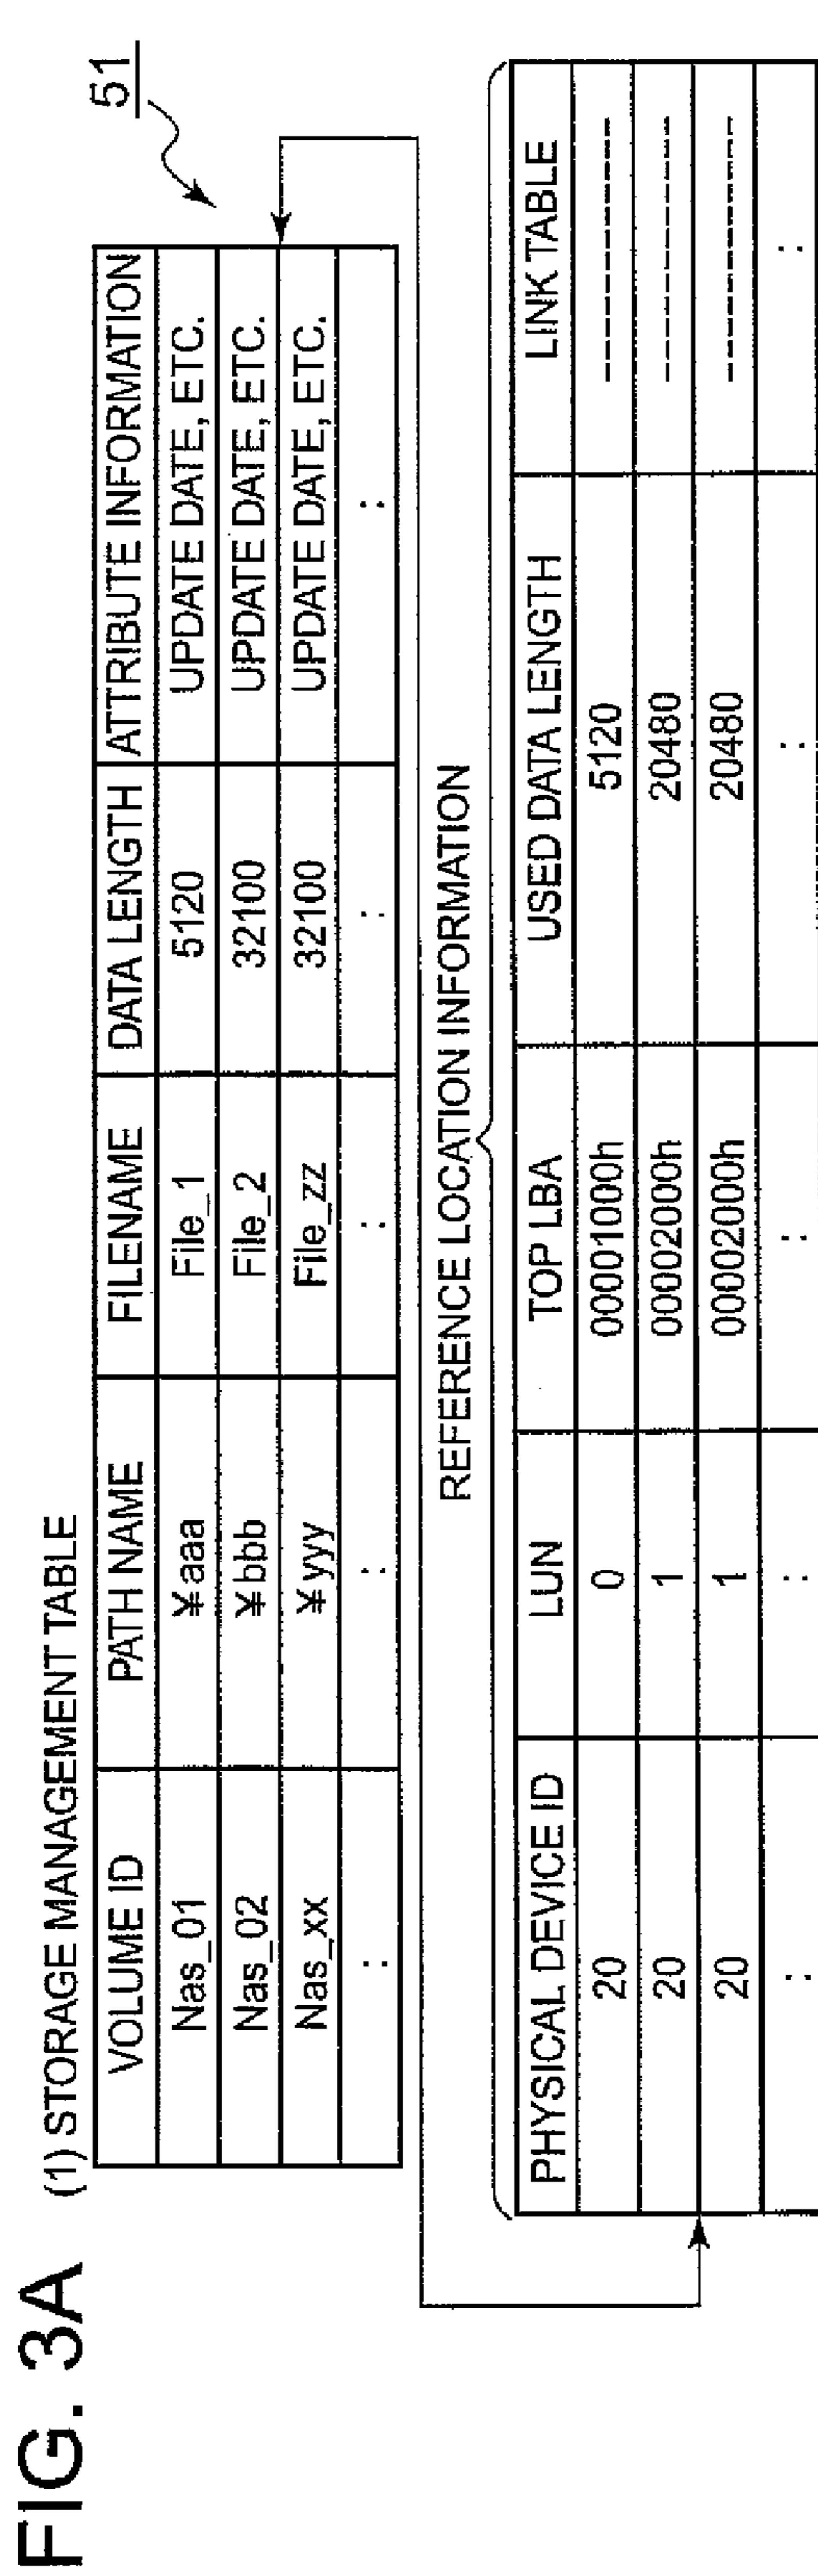 FIG. 3A
(1) STORAGE MANAGEMENT TABLE
51
VOLUME ID PATH NAME FILENAME DATA LENGTH ATTRIBUTE INFORMATION
Nas_01 ¥aaa File_1 5120 UPDATE DATE, ETC.
Nas_02 ¥bbb File_2 32100 UPDATE DATE, ETC.
Nas_xx ¥yyy File_zz 32100 UPDATE DATE, ETC.
: : : : :
REFERENCE LOCATION INFORMATION
PHYSICAL DEVICE ID LUN TOP LBA USED DATA LENGTH LINK TABLE
20 0 00001000h 5120 ------------
20 1 00002000h 20480 ------------
20 1 00002000h 20480 ------------
: : : : :